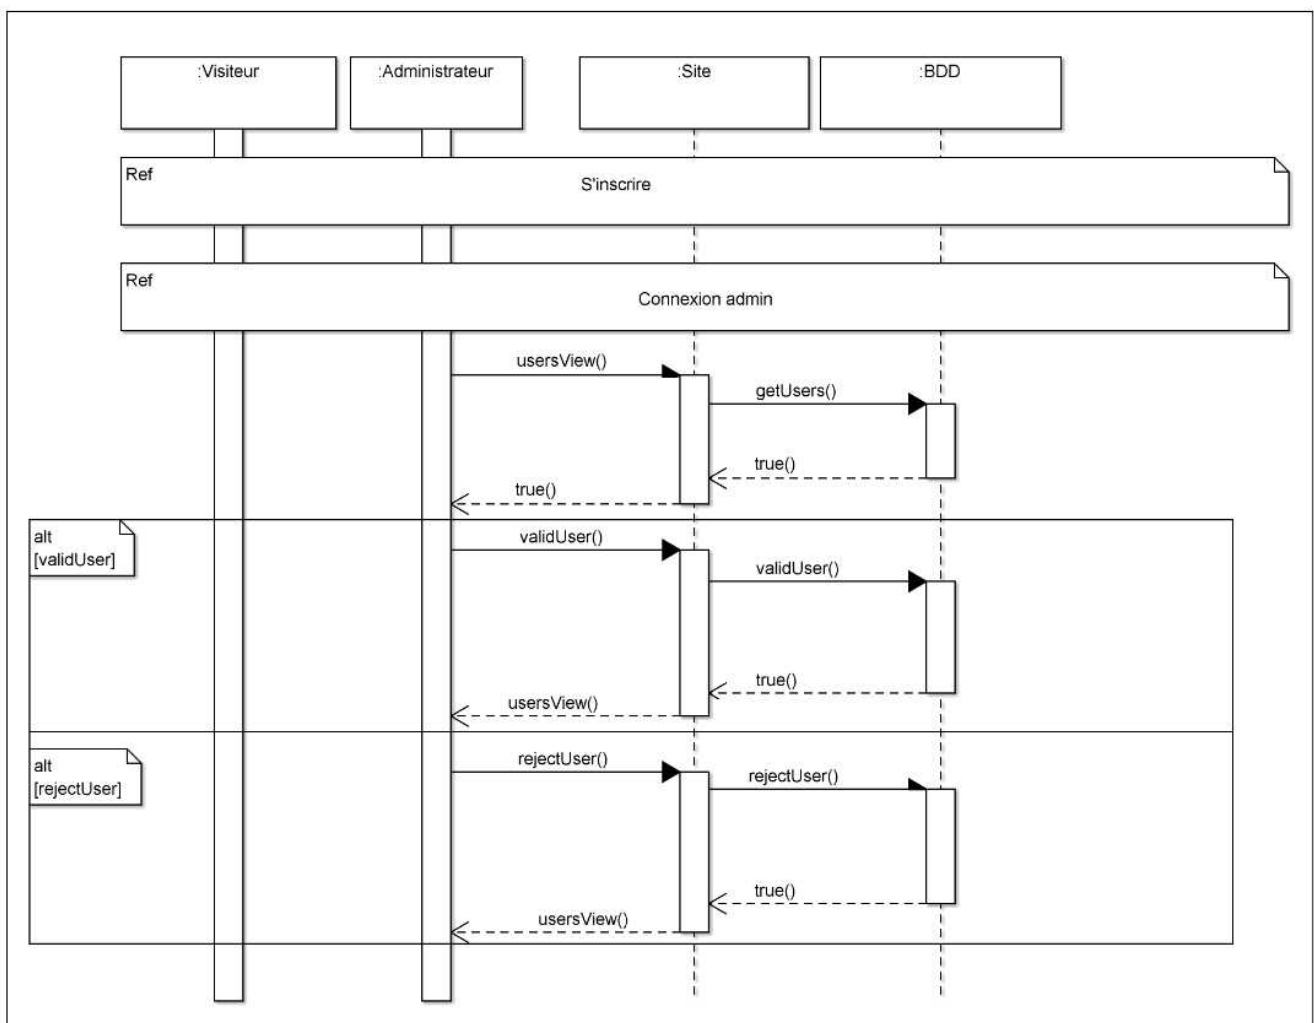 :Visiteur
:Administrateur
:Site
:BDD
Ref
S'inscrire
Ref
Connexion admin
usersView()
getUsers()
true()
true()
alt
[validUser]
validUser()
validUser()
true()
usersView()
alt
[rejectUser]
rejectUser()
rejectUser()
true()
usersView()